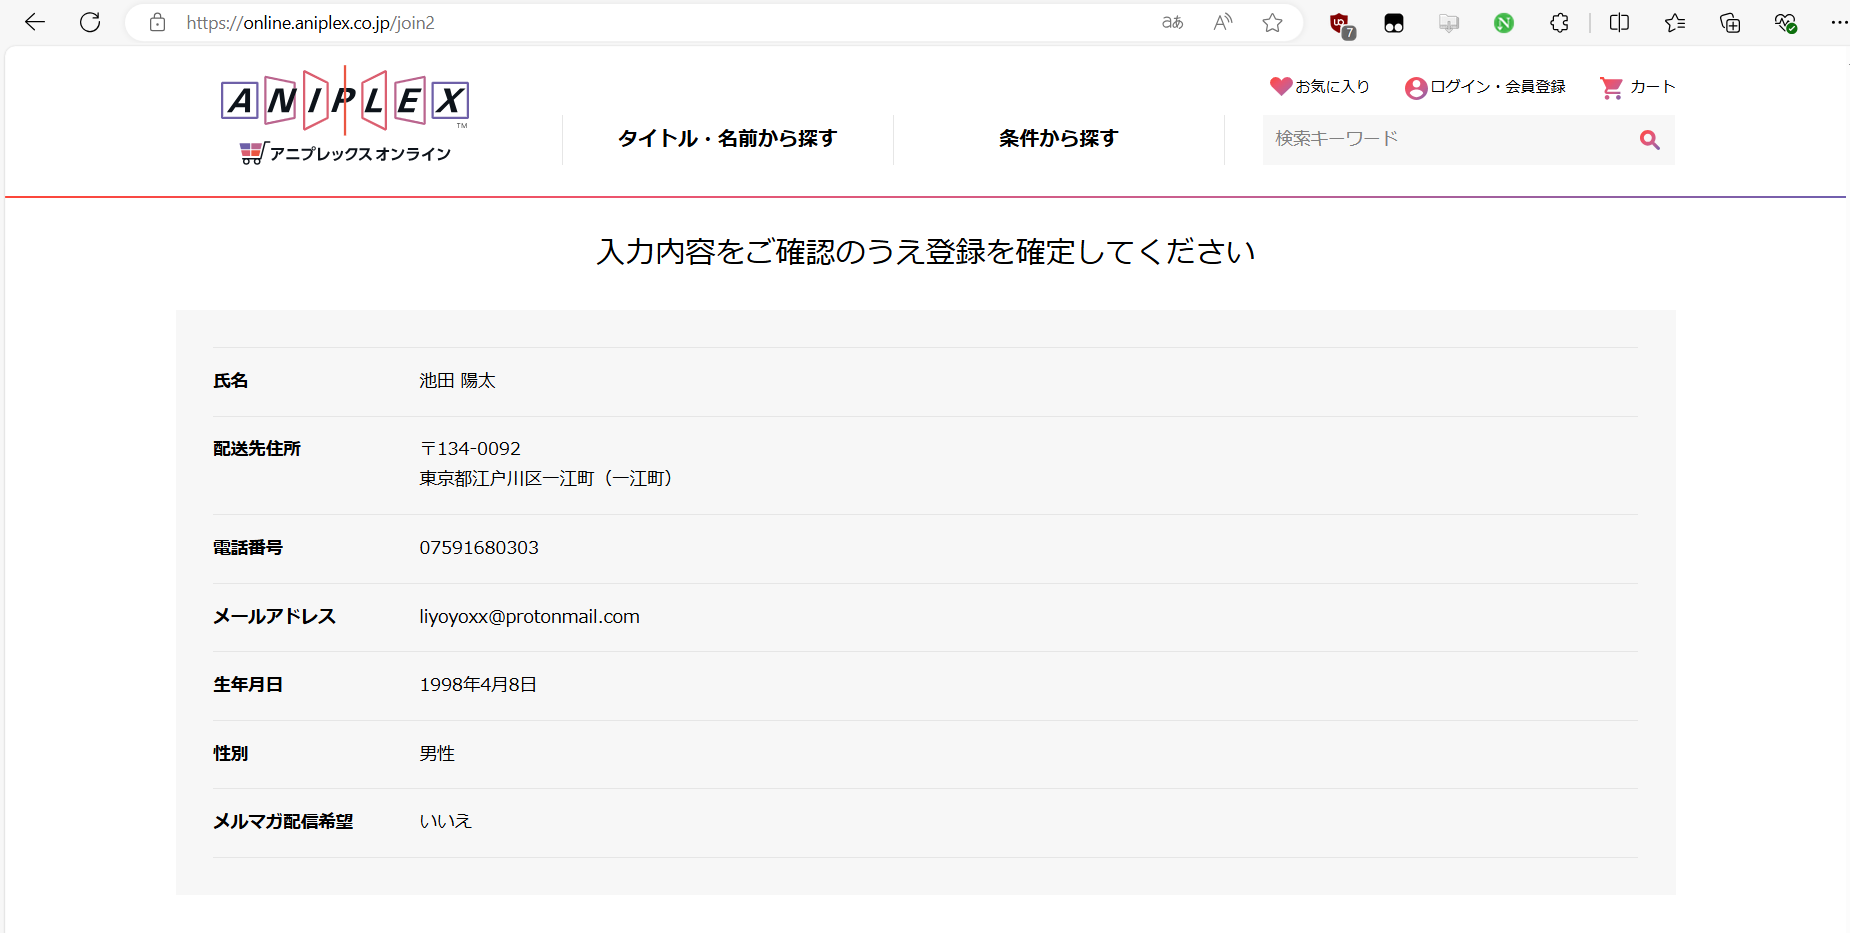 https://online.aniplex.co.jp/join2
aあ
A
7
N
ANIPLEX
TM
アニプレックス オンライン
タイトル・名前から探す
条件から探す
お気に入り
ログイン・会員登録
カート
検索キーワード
入力内容をご確認のうえ登録を確定してください
氏名
池田 陽太
配送先住所
〒134-0092
東京都江户川区一江町（一江町）
電話番号
07591680303
メールアドレス
liyoyoxx@protonmail.com
生年月日
1998年4月8日
性別
男性
メルマガ配信希望
いいえ